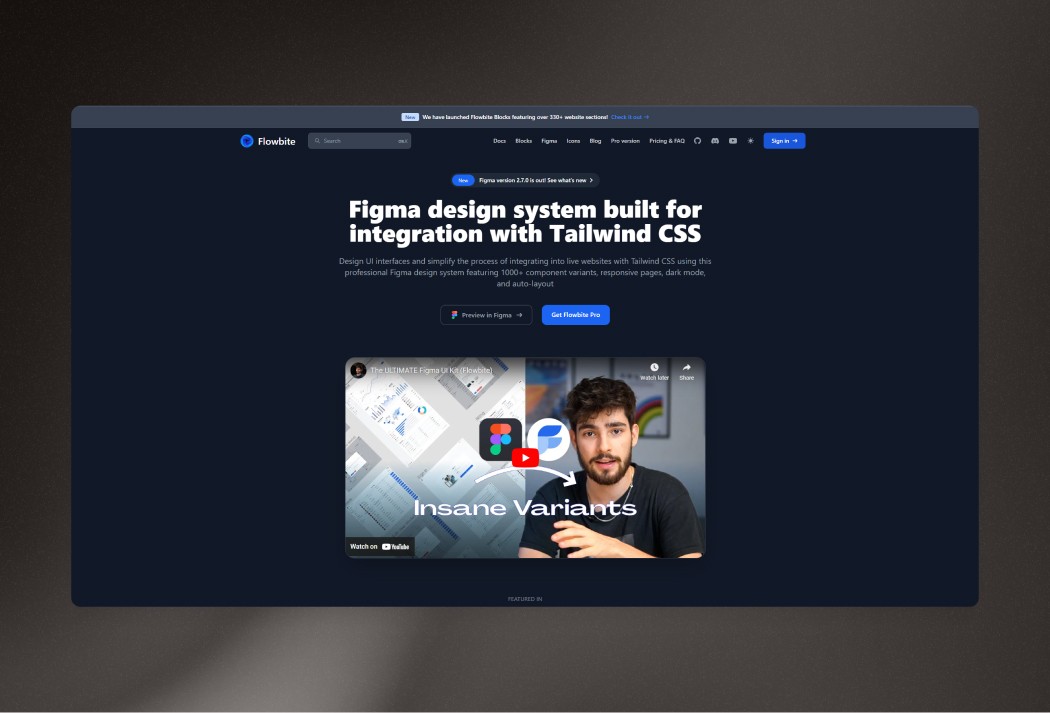 New We have launched Flowbite Blocks featuring over 330+ website sections! Check it out →
Flowbite
Search
Docs Blocks Figma Icons Blog Pro version Pricing & FAQ
Sign in →
New Figma version 2.7.0 is out! See what's new >
Figma design system built for
integration with Tailwind CSS
Design UI interfaces and simplify the process of integrating into live websites with Tailwind CSS using this
professional Figma design system featuring 1000+ component variants, responsive pages, dark mode,
and auto-layout
Preview in Figma →
Get Flowbite Pro
The ULTIMATE Figma UI Kit (Flowbite)
Watch later
Share
Insane Variants
Watch on YouTube
FEATURED IN